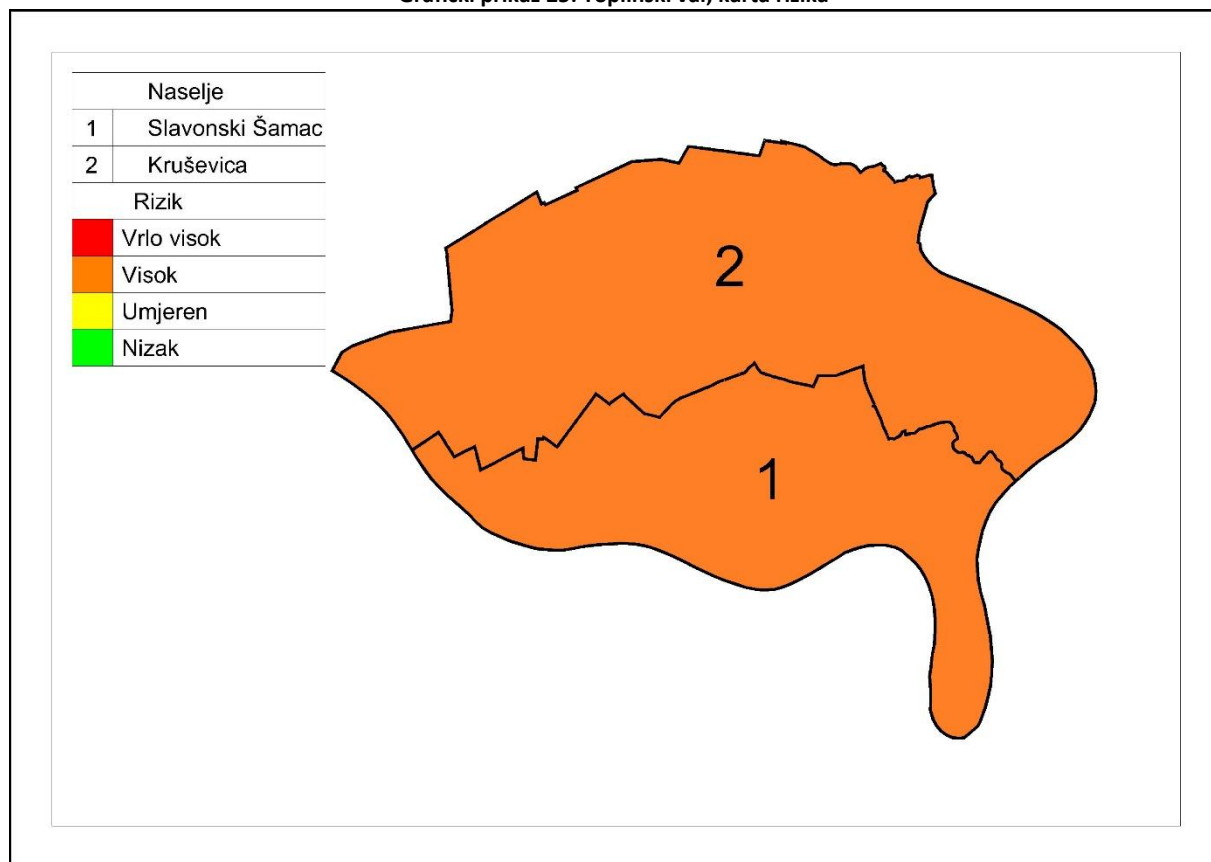 Grafički prikaz 23. Toplinski val, karta rizika
Naselje
1 Slavonski Šamac
2 Kruševica
Rizik
Vrlo visok
Visok
Umjeren
Nizak
2
1